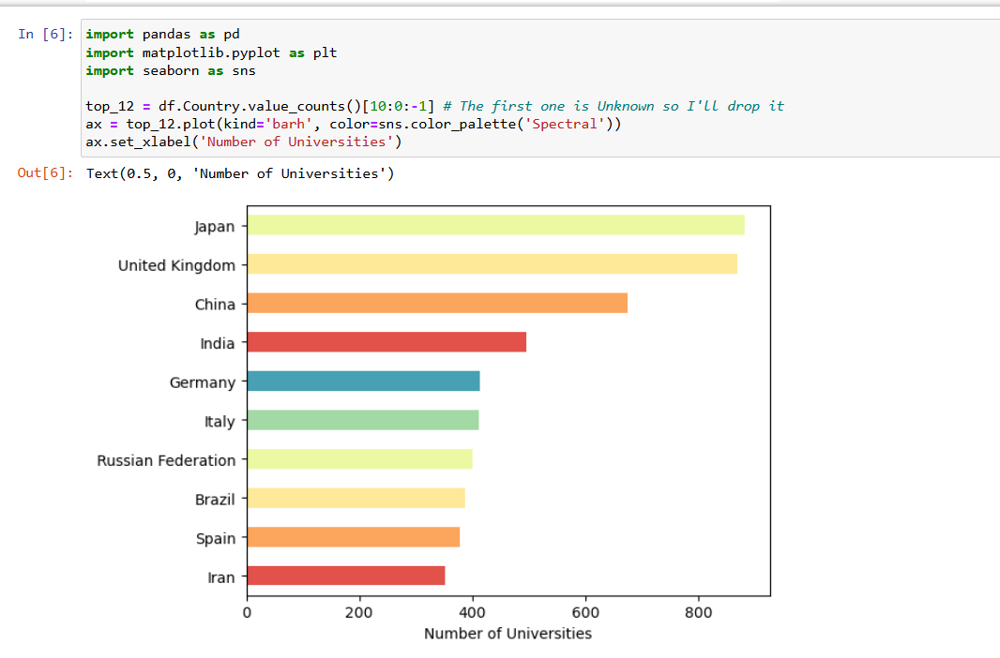 In [6]: import pandas as pd
import matplotlib.pyplot as plt
import seaborn as sns
top_12 = df.Country.value_counts()[10:0:-1] # The first one is Unknown so I'll drop it
ax = top_12.plot(kind='barh', color=sns.color_palette('Spectral'))
ax.set_xlabel('Number of Universities')
Out[6]: Text(0.5, 0, 'Number of Universities')
Japan
United Kingdom
China
India
Germany
Italy
Russian Federation
Brazil
Spain
Iran
0 200 400 600 800
Number of Universities